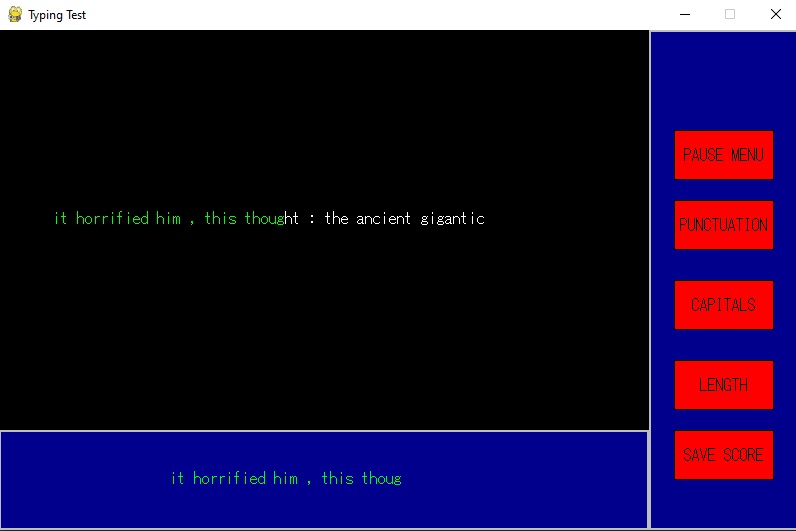 Typing Test
it horrified him , this thought : the ancient gigantic
it horrified him , this thoug
PAUSE MENU
PUNCTUATION
CAPITALS
LENGTH
SAVE SCORE